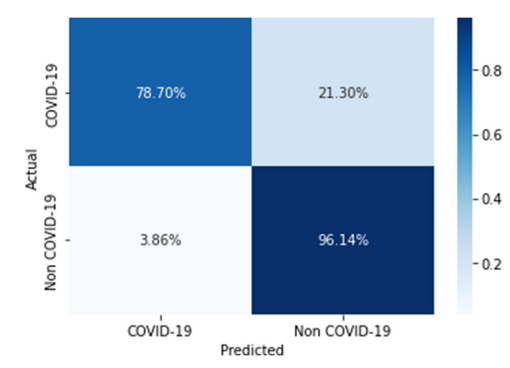 COVID-19
78.70%
21.30%
0.8
0.6
Actual
Non COVID-19
3.86%
96.14%
0.4
0.2
COVID-19
Non COVID-19
Predicted